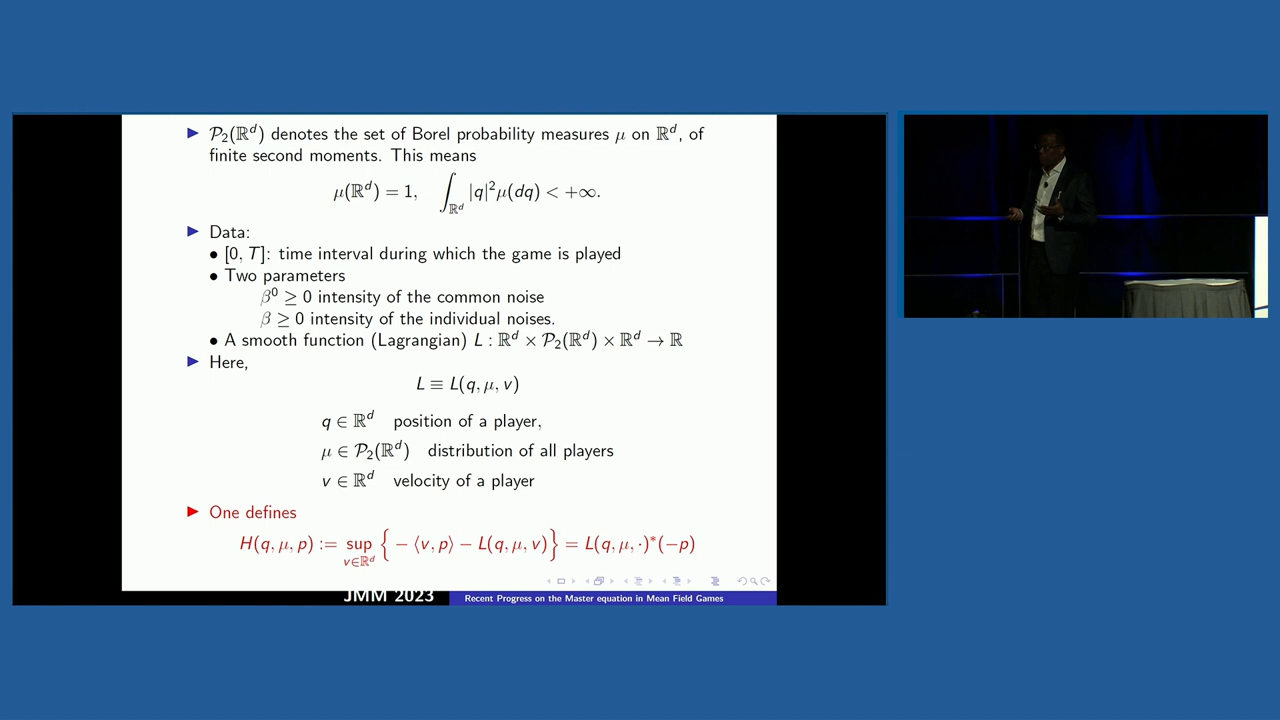 ▶ 𝒫₂(ℝᵈ) denotes the set of Borel probability measures μ on ℝᵈ, of
finite second moments. This means
μ(ℝᵈ) = 1, ∫_{ℝᵈ} |q|²μ(dq) < +∞.
▶ Data:
• [0, T]: time interval during which the game is played
• Two parameters
β⁰ ≥ 0 intensity of the common noise
β ≥ 0 intensity of the individual noises.
• A smooth function (Lagrangian) L : ℝᵈ × 𝒫₂(ℝᵈ) × ℝᵈ → ℝ
▶ Here,
L ≡ L(q, μ, v)
q ∈ ℝᵈ position of a player,
μ ∈ 𝒫₂(ℝᵈ) distribution of all players
v ∈ ℝᵈ velocity of a player
▶ One defines
H(q, μ, p) := sup_{v∈ℝᵈ} { − ⟨v, p⟩ − L(q, μ, v) } = L(q, μ, ·)*(−p)
JMM 2023 Recent Progress on the Master equation in Mean Field Games